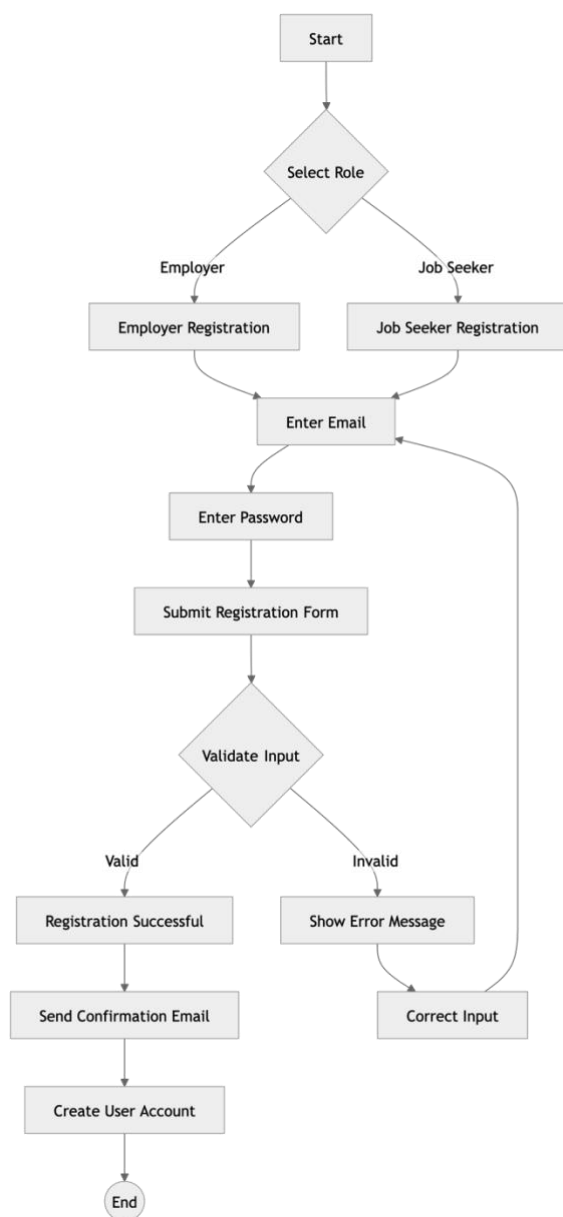 Start
Select Role
Employer
Job Seeker
Employer Registration
Job Seeker Registration
Enter Email
Enter Password
Submit Registration Form
Validate Input
Valid
Invalid
Registration Successful
Show Error Message
Send Confirmation Email
Correct Input
Create User Account
End